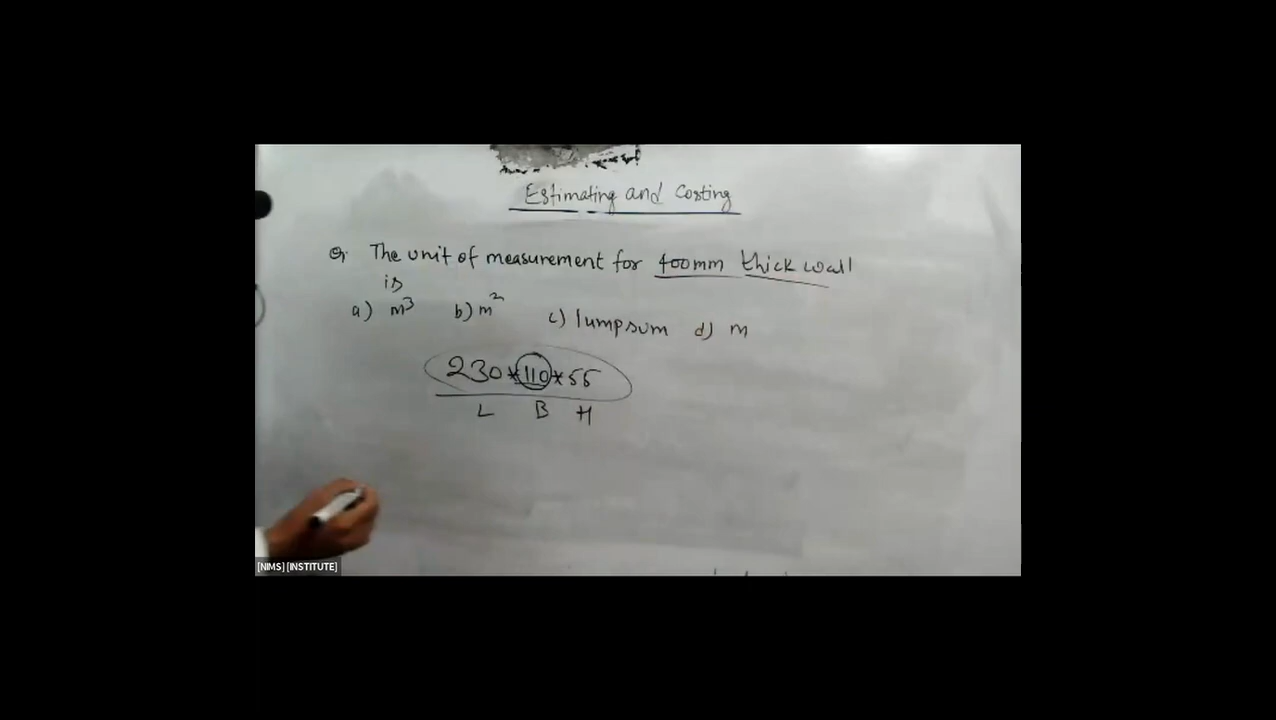 Estimating and Costing
Q. The unit of measurement for 400mm thick wall
is
a) m³ b) m² c) lumpsum d) m
230*110*55
L B H
[NIMS] [INSTITUTE]